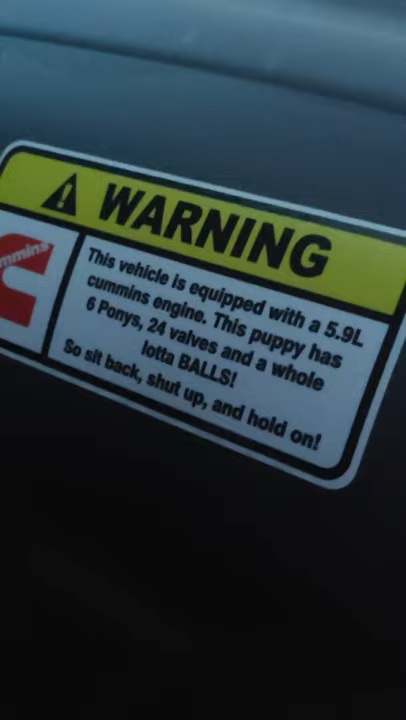 WARNING
mmins
This vehicle is equipped with a 5.9L
cummins engine. This puppy has
6 Ponys, 24 valves and a whole
lotta BALLS!
So sit back, shut up, and hold on!